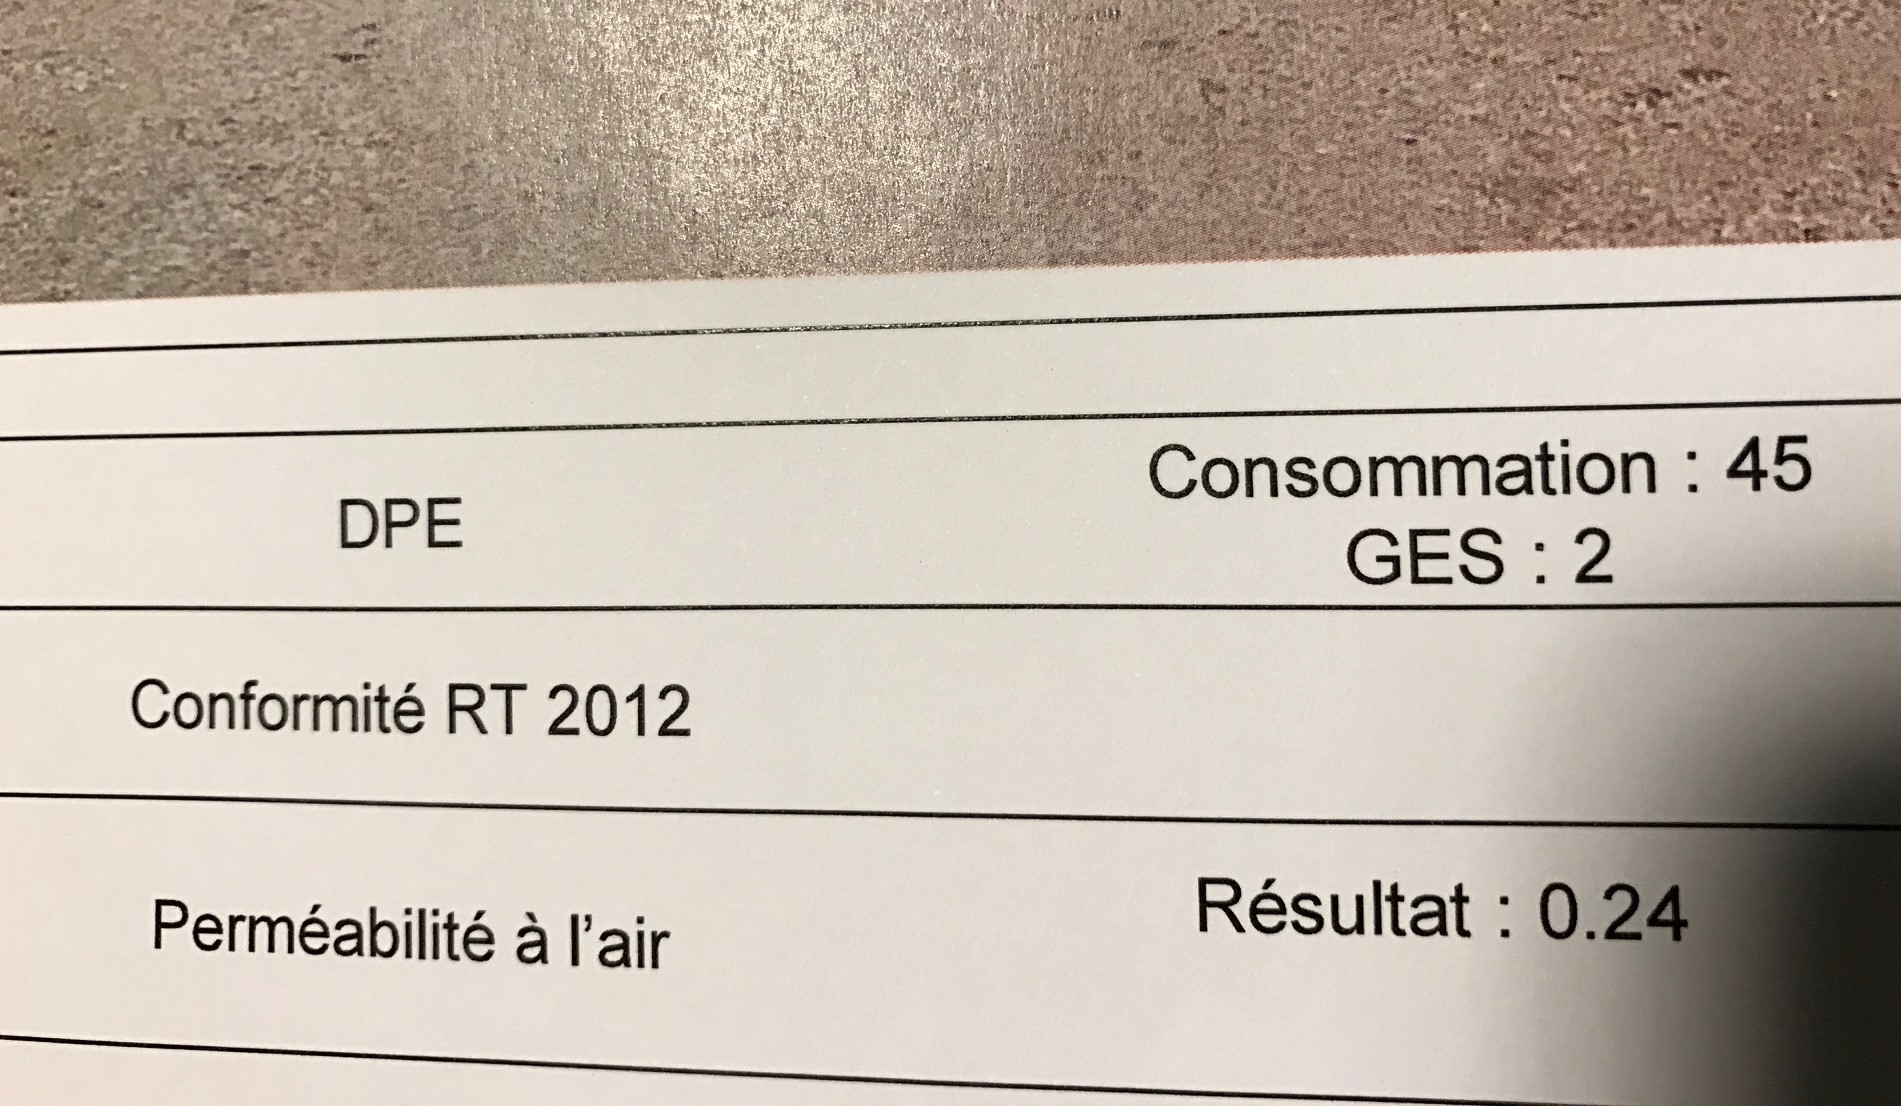 DPE
Consommation : 45
GES : 2
Conformité RT 2012
Perméabilité à l'air
Résultat : 0.24